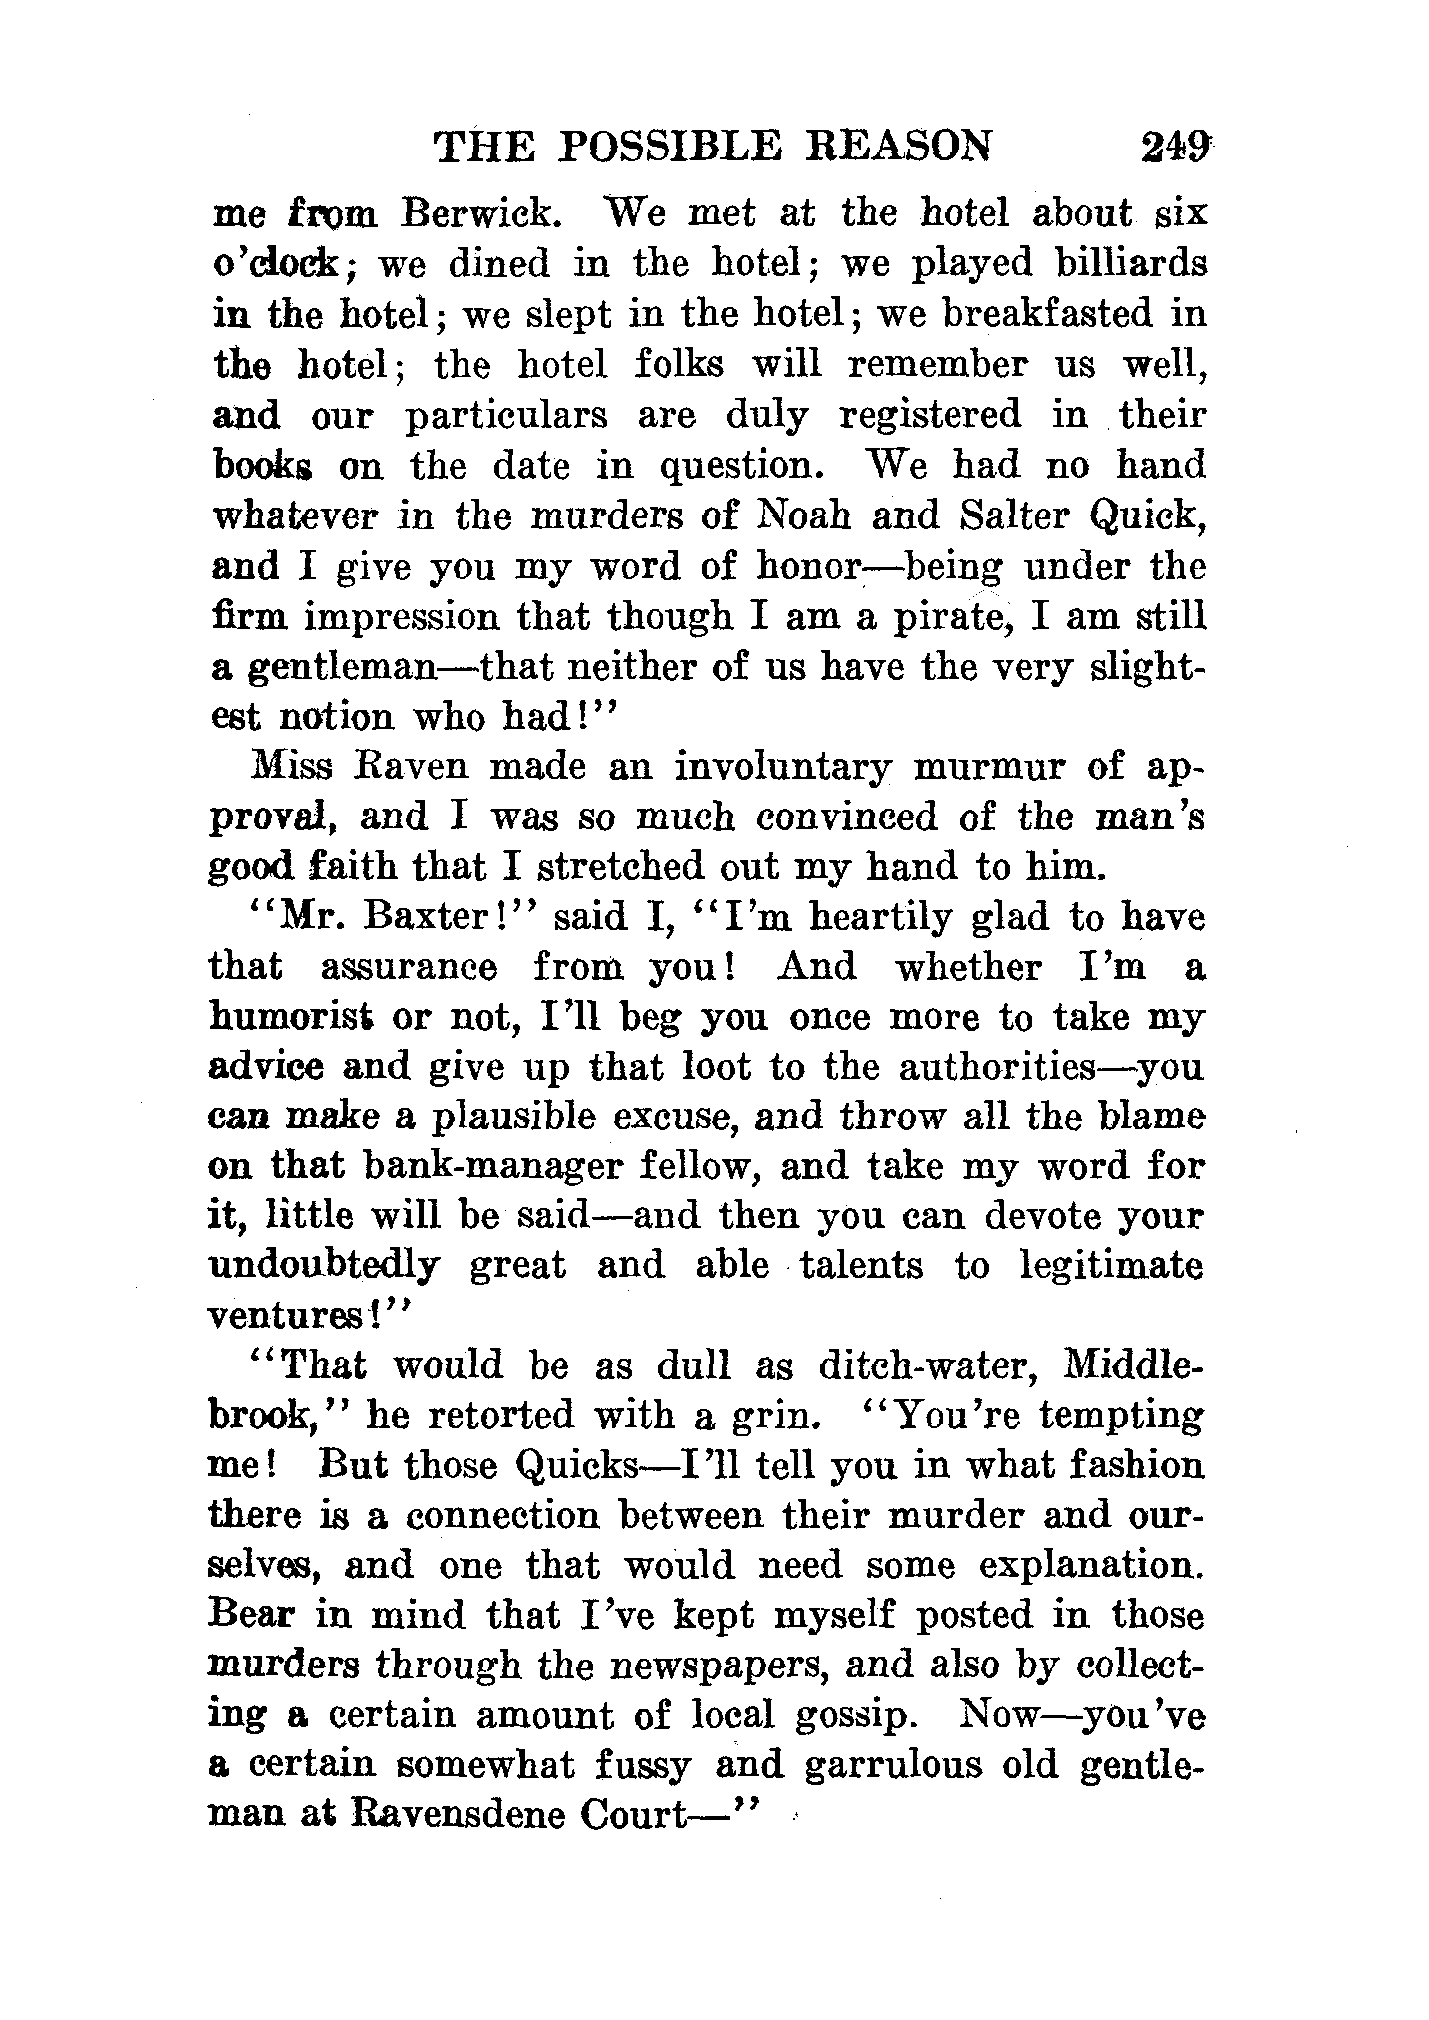 THE POSSIBLE REASON 249
me from Berwick. We met at the hotel about six
o'clock; we dined in the hotel; we played billiards
in the hotel; we slept in the hotel; we breakfasted in
the hotel; the hotel folks will remember us well,
and our particulars are duly registered in their
books on the date in question. We had no hand
whatever in the murders of Noah and Salter Quick,
and I give you my word of honor—being under the
firm impression that though I am a pirate, I am still
a gentleman—that neither of us have the very slight-
est notion who had!"
Miss Raven made an involuntary murmur of ap-
proval, and I was so much convinced of the man's
good faith that I stretched out my hand to him.
"Mr. Baxter!" said I, "I'm heartily glad to have
that assurance from you! And whether I'm a
humorist or not, I'll beg you once more to take my
advice and give up that loot to the authorities—you
can make a plausible excuse, and throw all the blame
on that bank-manager fellow, and take my word for
it, little will be said—and then you can devote your
undoubtedly great and able talents to legitimate
ventures!"
"That would be as dull as ditch-water, Middle-
brook," he retorted with a grin. "You're tempting
me! But those Quicks—I'll tell you in what fashion
there is a connection between their murder and our-
selves, and one that would need some explanation.
Bear in mind that I've kept myself posted in those
murders through the newspapers, and also by collect-
ing a certain amount of local gossip. Now—you've
a certain somewhat fussy and garrulous old gentle-
man at Ravensdene Court—"